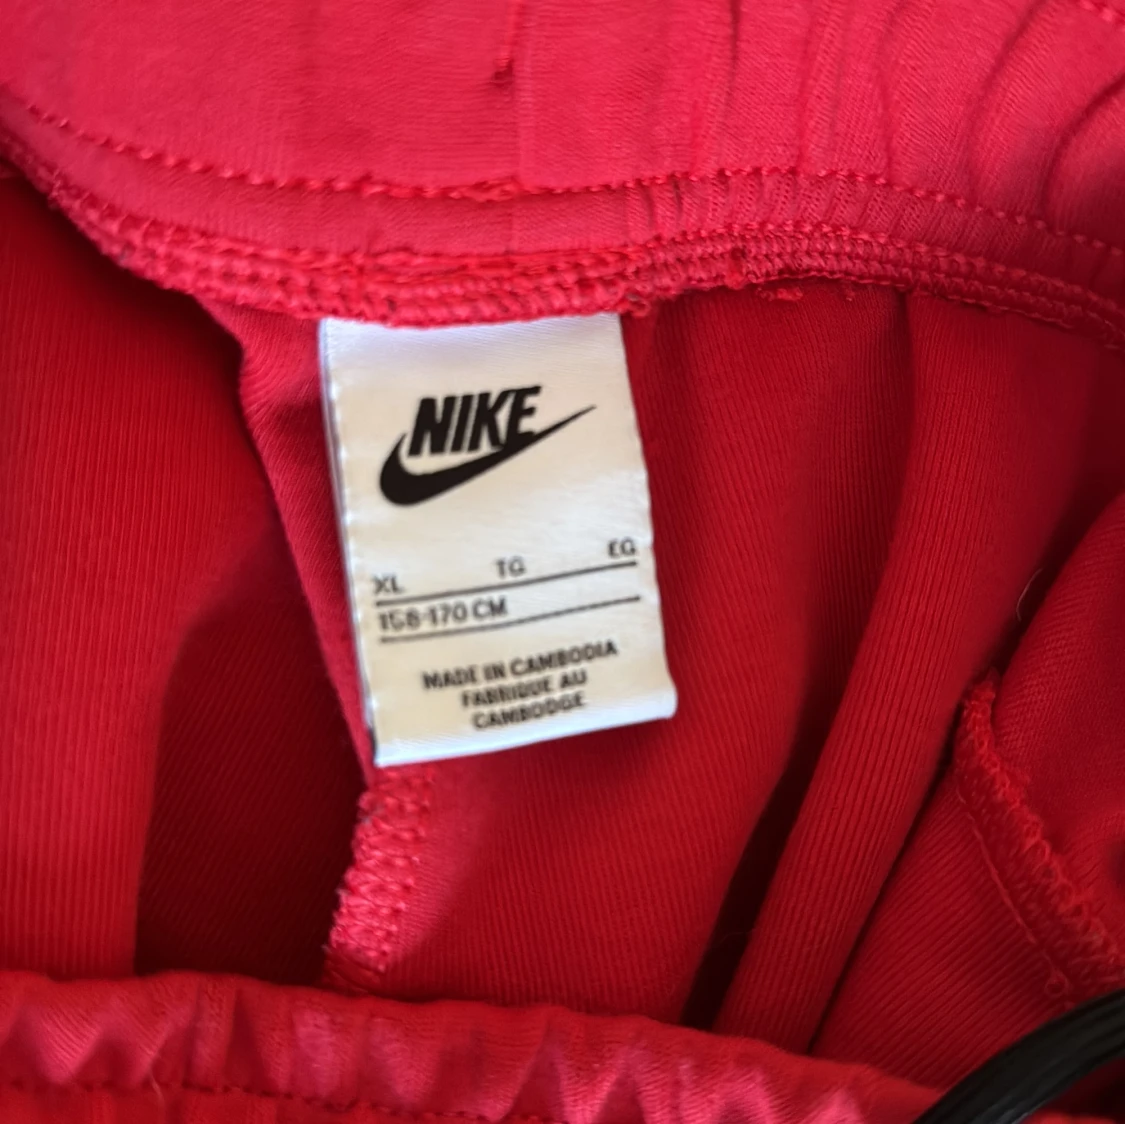 NIKE
XL TG EG
158-170 CM
MADE IN CAMBODIA
FABRIQUE AU
CAMBODGE